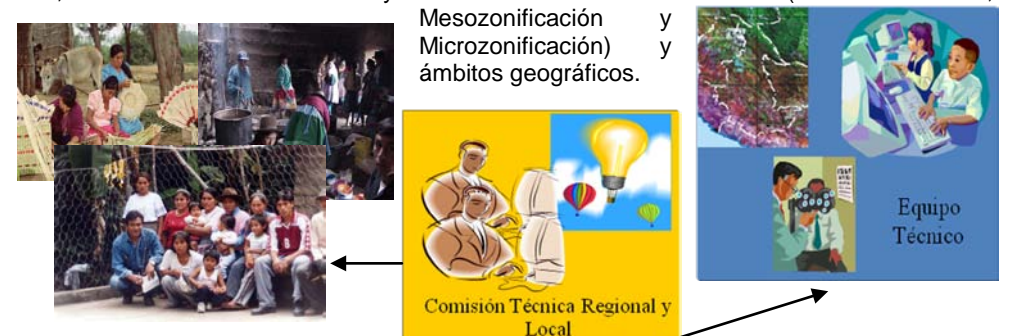 Mesozonificación y
Microzonificación) y
ámbitos geográficos.
Equipo
Técnico
Comisión Técnica Regional y
Local